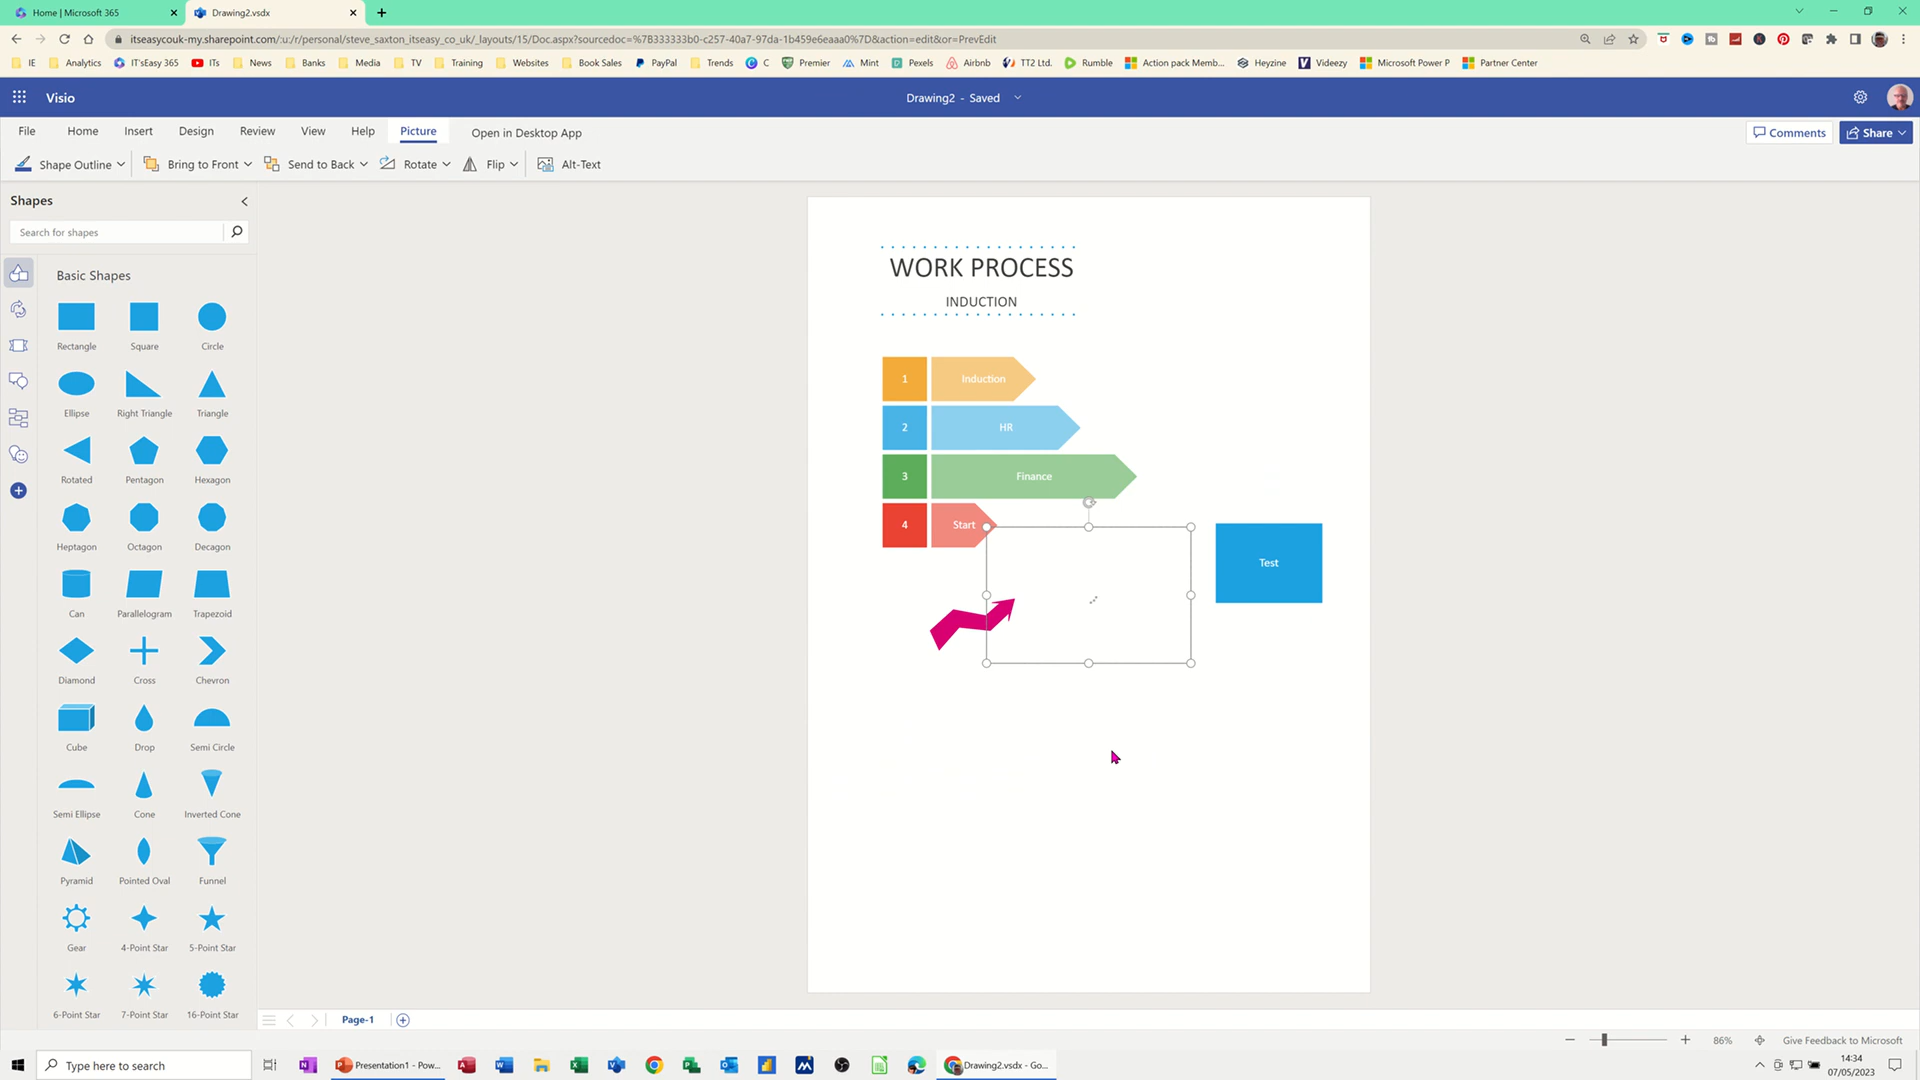 Home | Microsoft 365
Drawing2.vsdx
itseasycouk-my.sharepoint.com/:u:/r/personal/steve_saxton_itseasy_co_uk/_layouts/15/Doc.aspx?sourcedoc=%7B333333b0-c257-40a7-97da-1b459e6eaaa0%7D&action=edit&or=PrevEdit
IE Analytics IT'sEasy 365 ITs News Banks Media TV Training Websites Book Sales PayPal Trends C Premier Mint Pexels Airbnb TT2 Ltd. Rumble Action pack Memb... Heyzine Videezy Microsoft Power P Partner Center
Visio
Drawing2 - Saved
File Home Insert Design Review View Help Picture Open in Desktop App
Comments Share
Shape Outline Bring to Front Send to Back Rotate Flip Alt-Text
Shapes
Search for shapes
Basic Shapes
Rectangle Square Circle
Ellipse Right Triangle Triangle
Rotated Pentagon Hexagon
Heptagon Octagon Decagon
Can Parallelogram Trapezoid
Diamond Cross Chevron
Cube Drop Semi Circle
Semi Ellipse Cone Inverted Cone
Pyramid Pointed Oval Funnel
Gear 4-Point Star 5-Point Star
6-Point Star 7-Point Star 16-Point Star
WORK PROCESS
INDUCTION
1 Induction
2 HR
3 Finance
4 Start
Test
Page-1
86%
Give Feedback to Microsoft
Type here to search
Presentation1 - Pow...
Drawing2.vsdx - Go...
14:34
07/05/2023